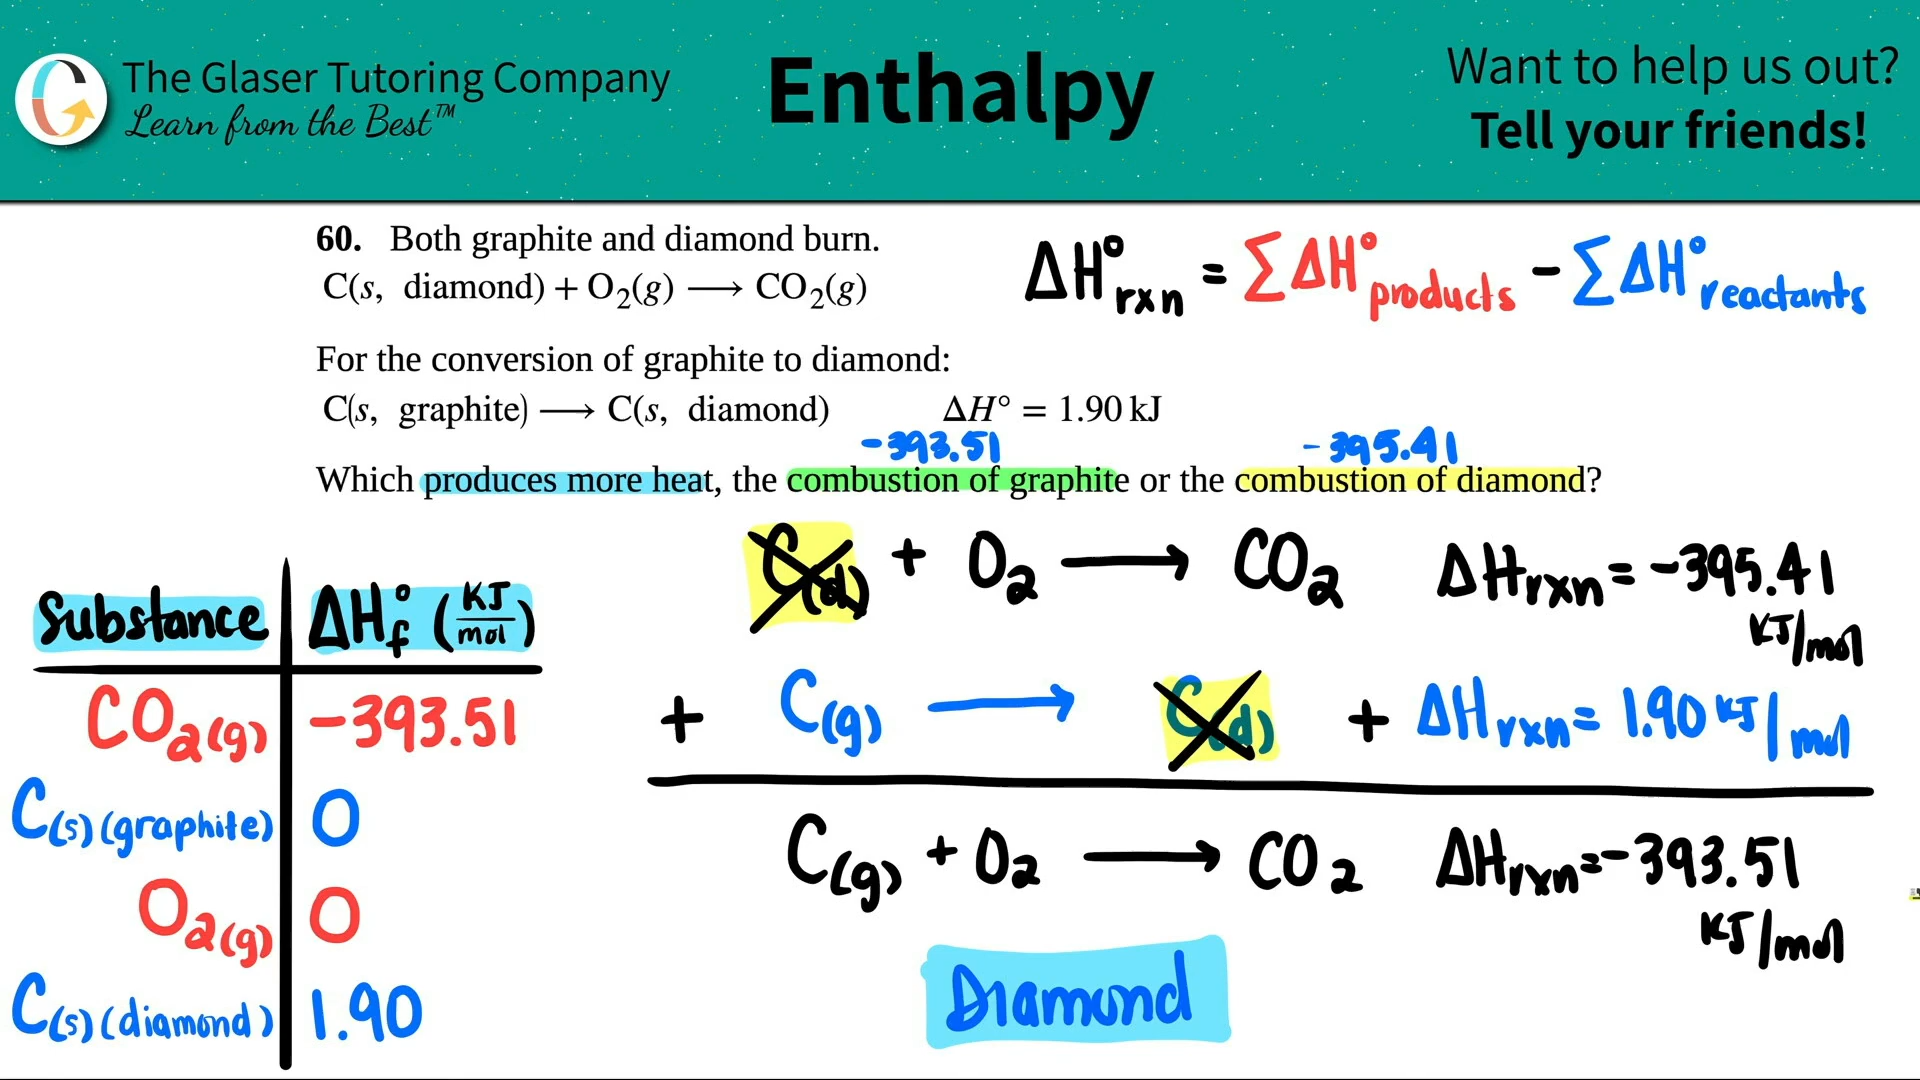 The Glaser Tutoring Company
Learn from the Best™
Enthalpy
Want to help us out?
Tell your friends!
60. Both graphite and diamond burn.
C(s, diamond) + O₂(g) ⟶ CO₂(g)
ΔH°rxn = ∑ΔH°products - ∑ΔH°reactants
For the conversion of graphite to diamond:
C(s, graphite) ⟶ C(s, diamond) ΔH° = 1.90 kJ
-393.51 -395.41
Which produces more heat, the combustion of graphite or the combustion of diamond?
C(d) + O₂ ⟶ CO₂ ΔHrxn = -395.41
KJ/mol
+ C(g) ⟶ C(d) + ΔHrxn = 1.90 KJ/mol
C(g) + O₂ ⟶ CO₂ ΔHrxn = -393.51
KJ/mol
Diamond
Substance ΔH°f (KJ/mol)
CO₂(g) -393.51
C(s)(graphite) 0
O₂(g) 0
C(s)(diamond) 1.90